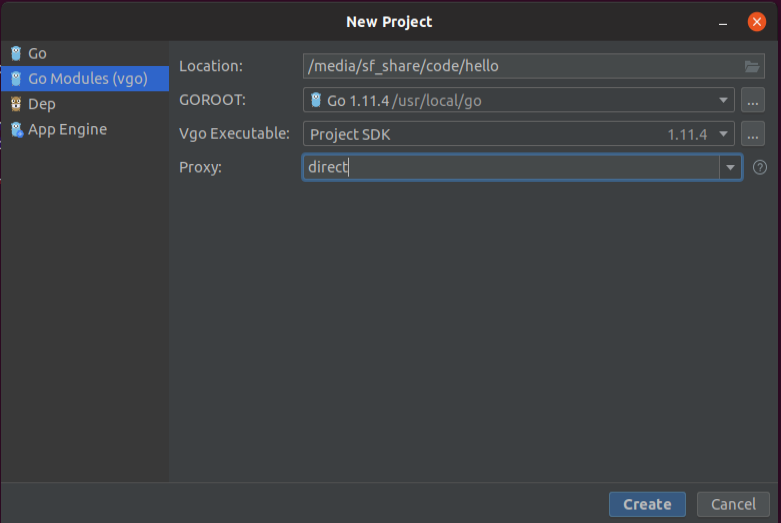 New Project
Go
Go Modules (vgo)
Dep
App Engine
Location: /media/sf_share/code/hello
GOROOT: Go 1.11.4 /usr/local/go ...
Vgo Executable: Project SDK 1.11.4 ...
Proxy: direct ?
Create Cancel